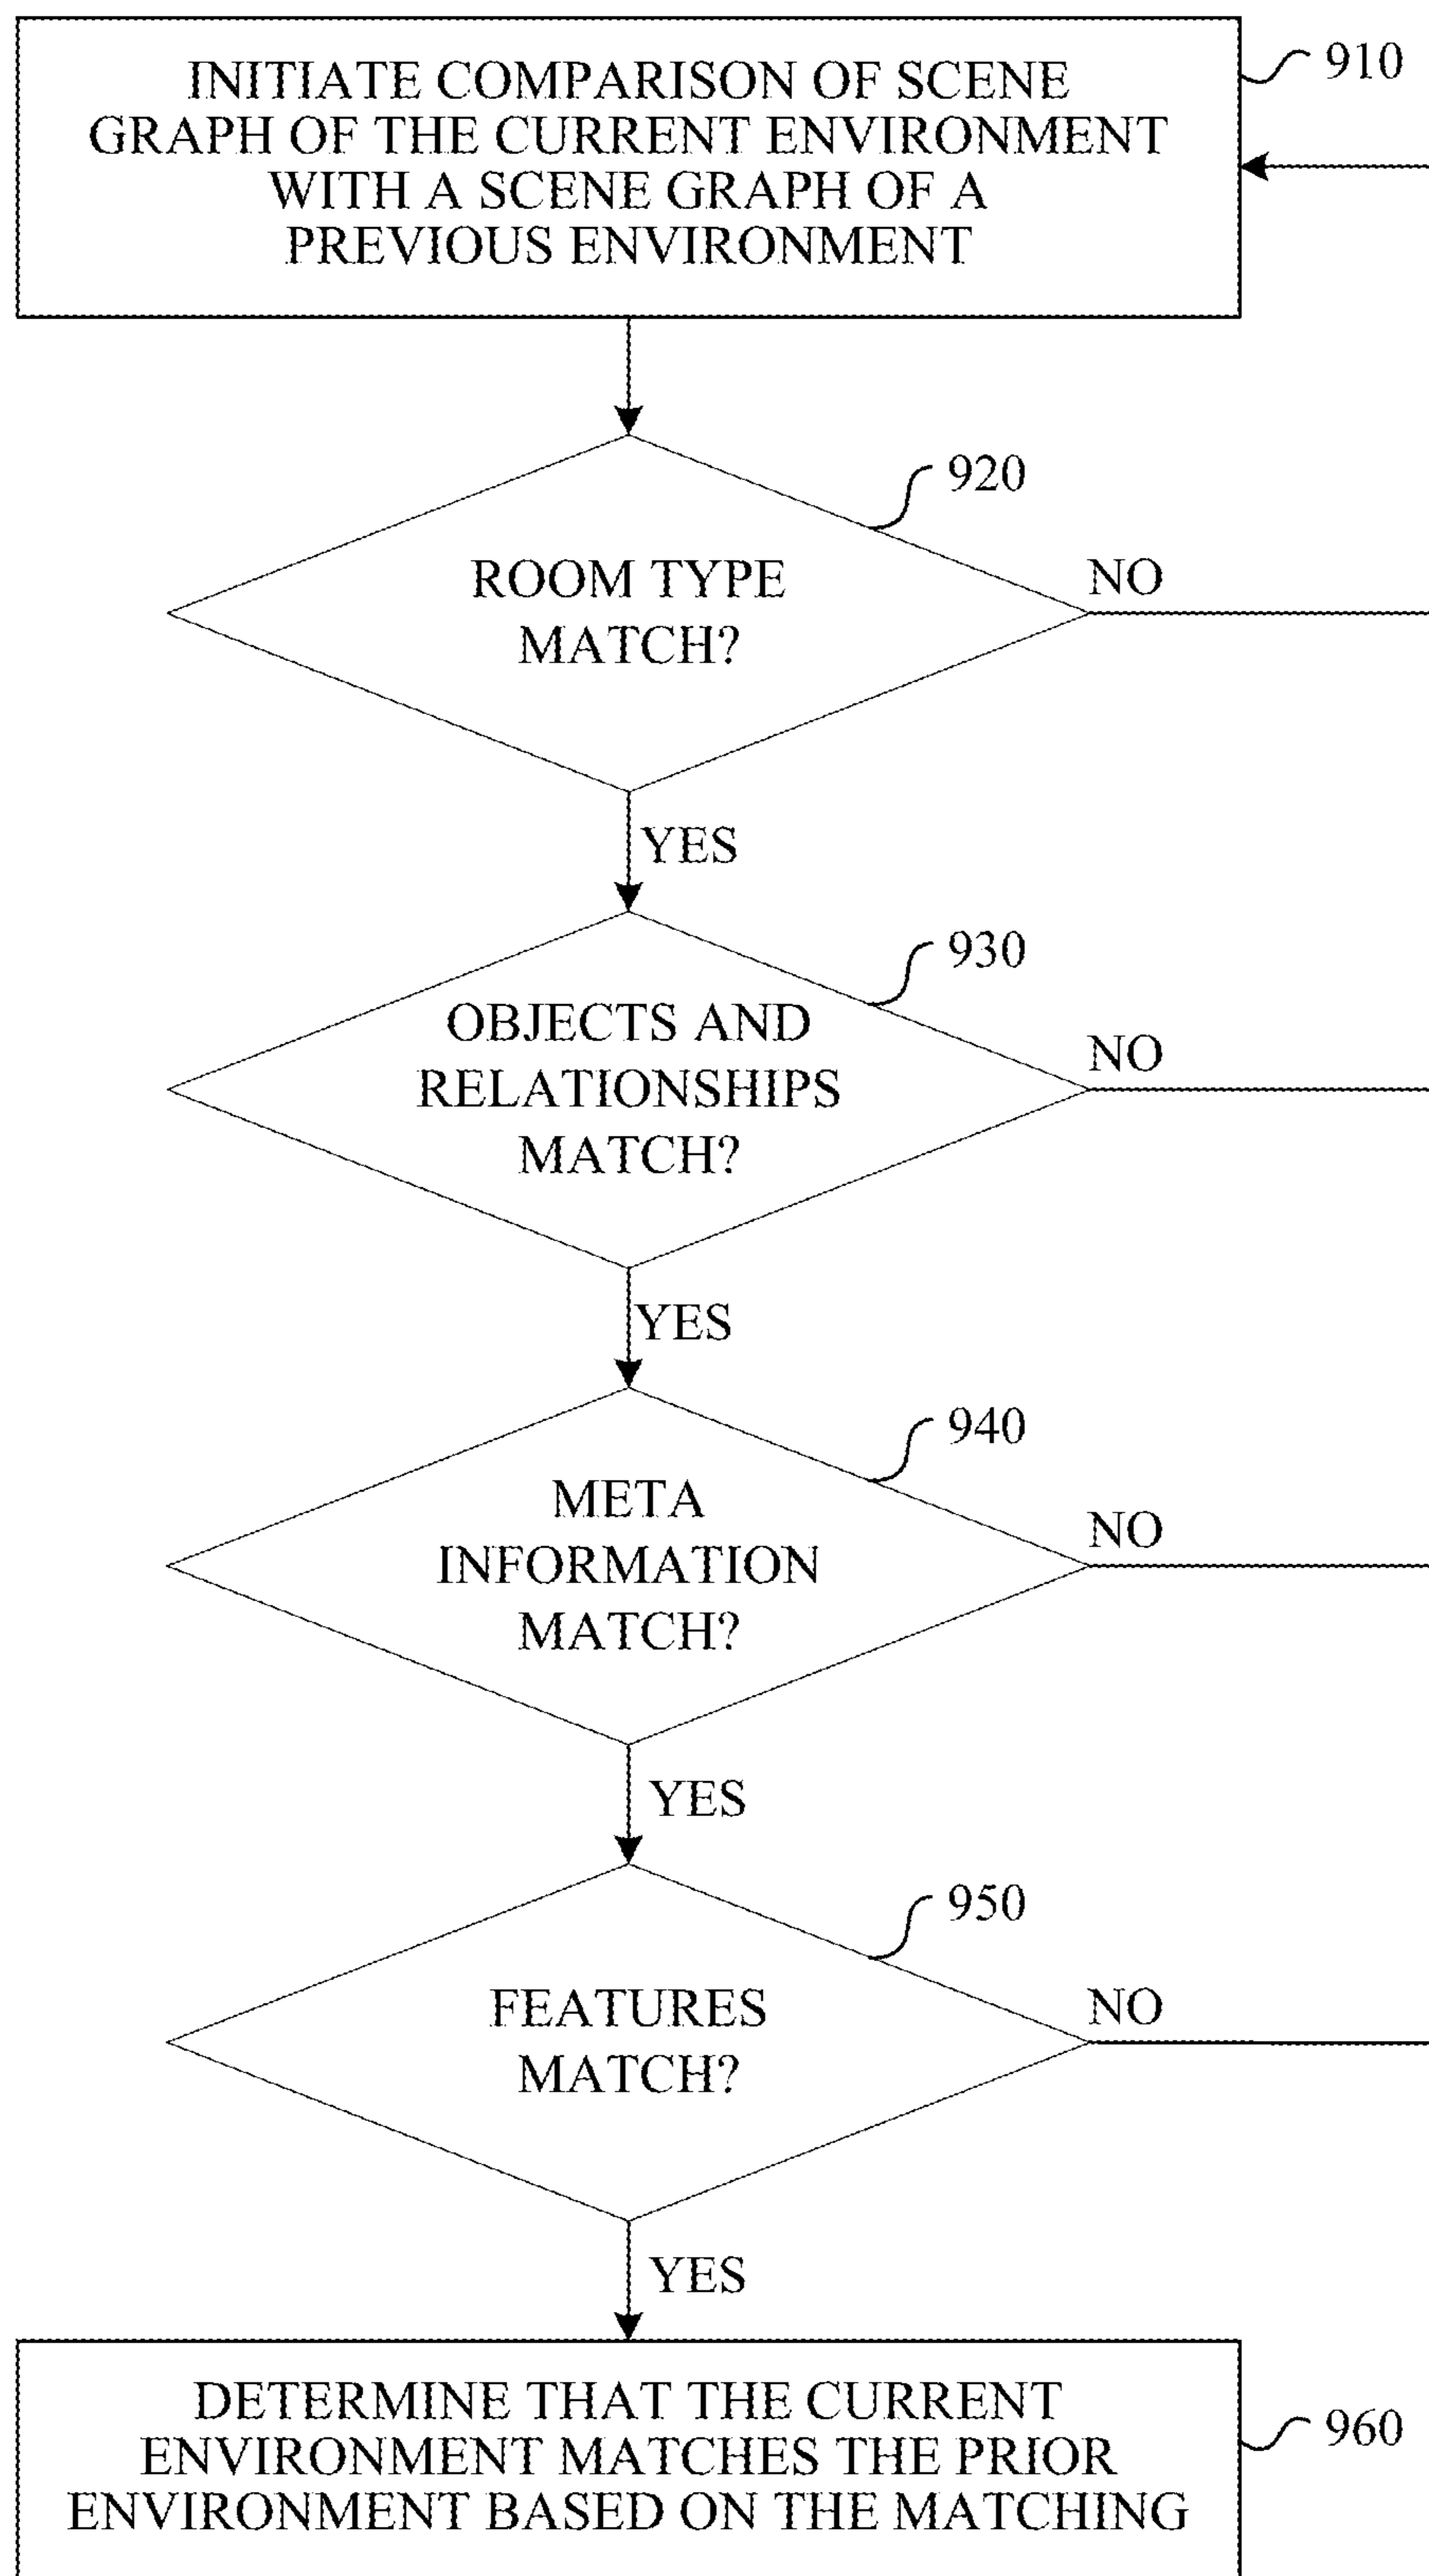 INITIATE COMPARISON OF SCENE
GRAPH OF THE CURRENT ENVIRONMENT
WITH A SCENE GRAPH OF A
PREVIOUS ENVIRONMENT
910
920
ROOM TYPE
MATCH?
NO
YES
930
OBJECTS AND
RELATIONSHIPS
MATCH?
NO
YES
940
META
INFORMATION
MATCH?
NO
YES
950
FEATURES
MATCH?
NO
YES
DETERMINE THAT THE CURRENT
ENVIRONMENT MATCHES THE PRIOR
ENVIRONMENT BASED ON THE MATCHING
960